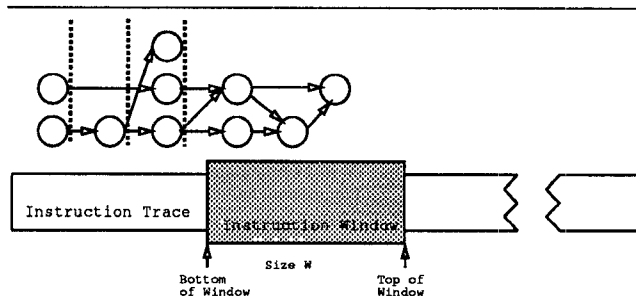 Instruction Trace
Instruction Window
Size W
Bottom
of Window
Top of
Window